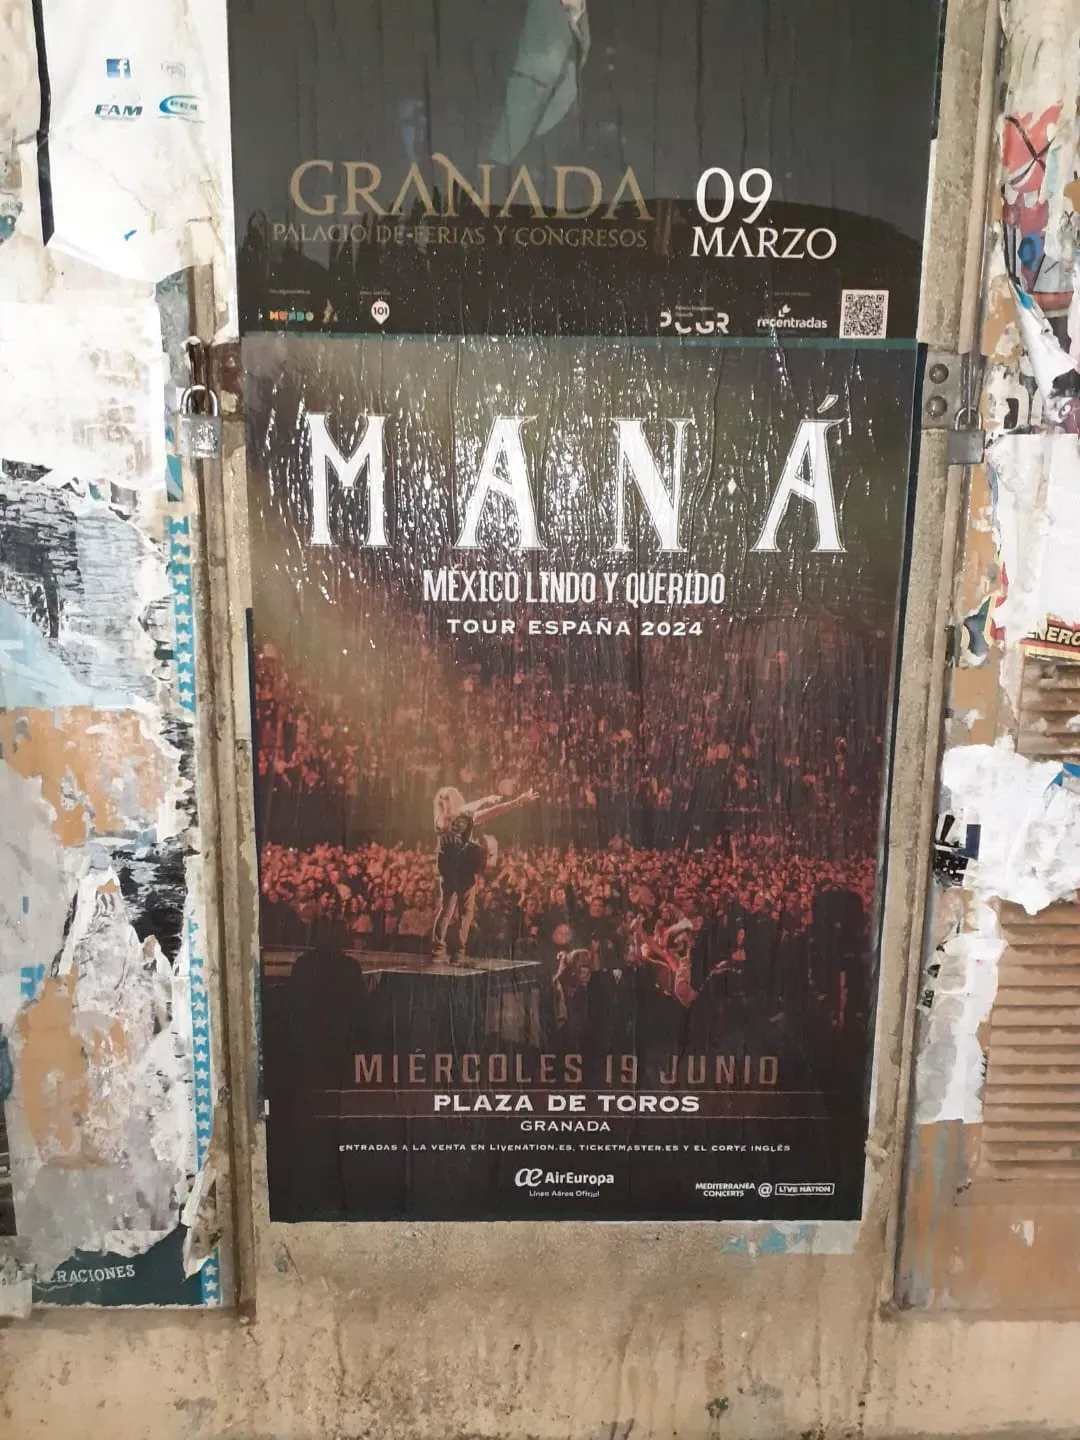 FAM
GRANADA
PALACIO DE FERIAS Y CONGRESOS
09
MARZO
MUNDO
101
PCGR
redentradas
MANÁ
MÉXICO LINDO Y QUERIDO
TOUR ESPAÑA 2024
MIÉRCOLES 19 JUNIO
PLAZA DE TOROS
GRANADA
ENTRADAS A LA VENTA EN LIVENATION.ES, TICKETMASTER.ES Y EL CORTE INGLÉS
AirEuropa
Línea Aérea Oficial
MEDITERRANEA
CONCERTS
LIVE NATION
ERACIONES